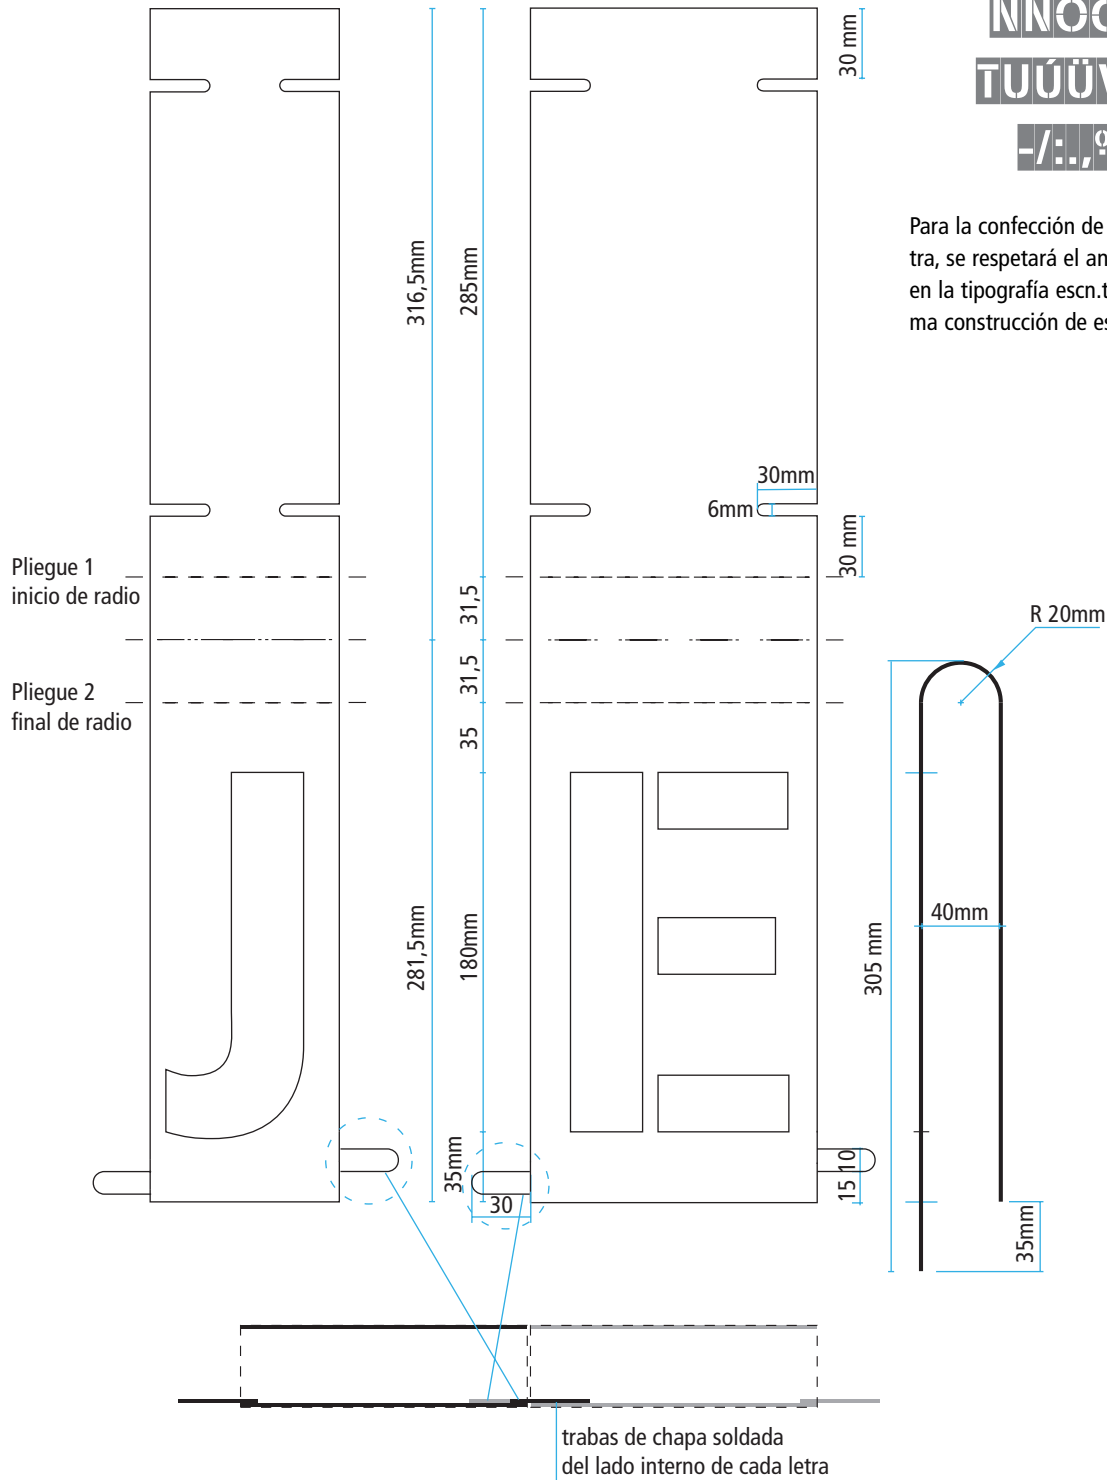 TUÚÜ
-/:.,º
Para la confección de
tra, se respetará el
en la tipografía escn.
ma construcción de
30 mm
316,5mm
285mm
30mm
6mm
30 mm
Pliegue 1
inicio de radio
31,5
R 20mm
Pliegue 2
final de radio
31,5
35
281,5mm
180mm
40mm
305 mm
J
E
35mm
30
15 10
35mm
trabas de chapa soldada
del lado interno de cada letra